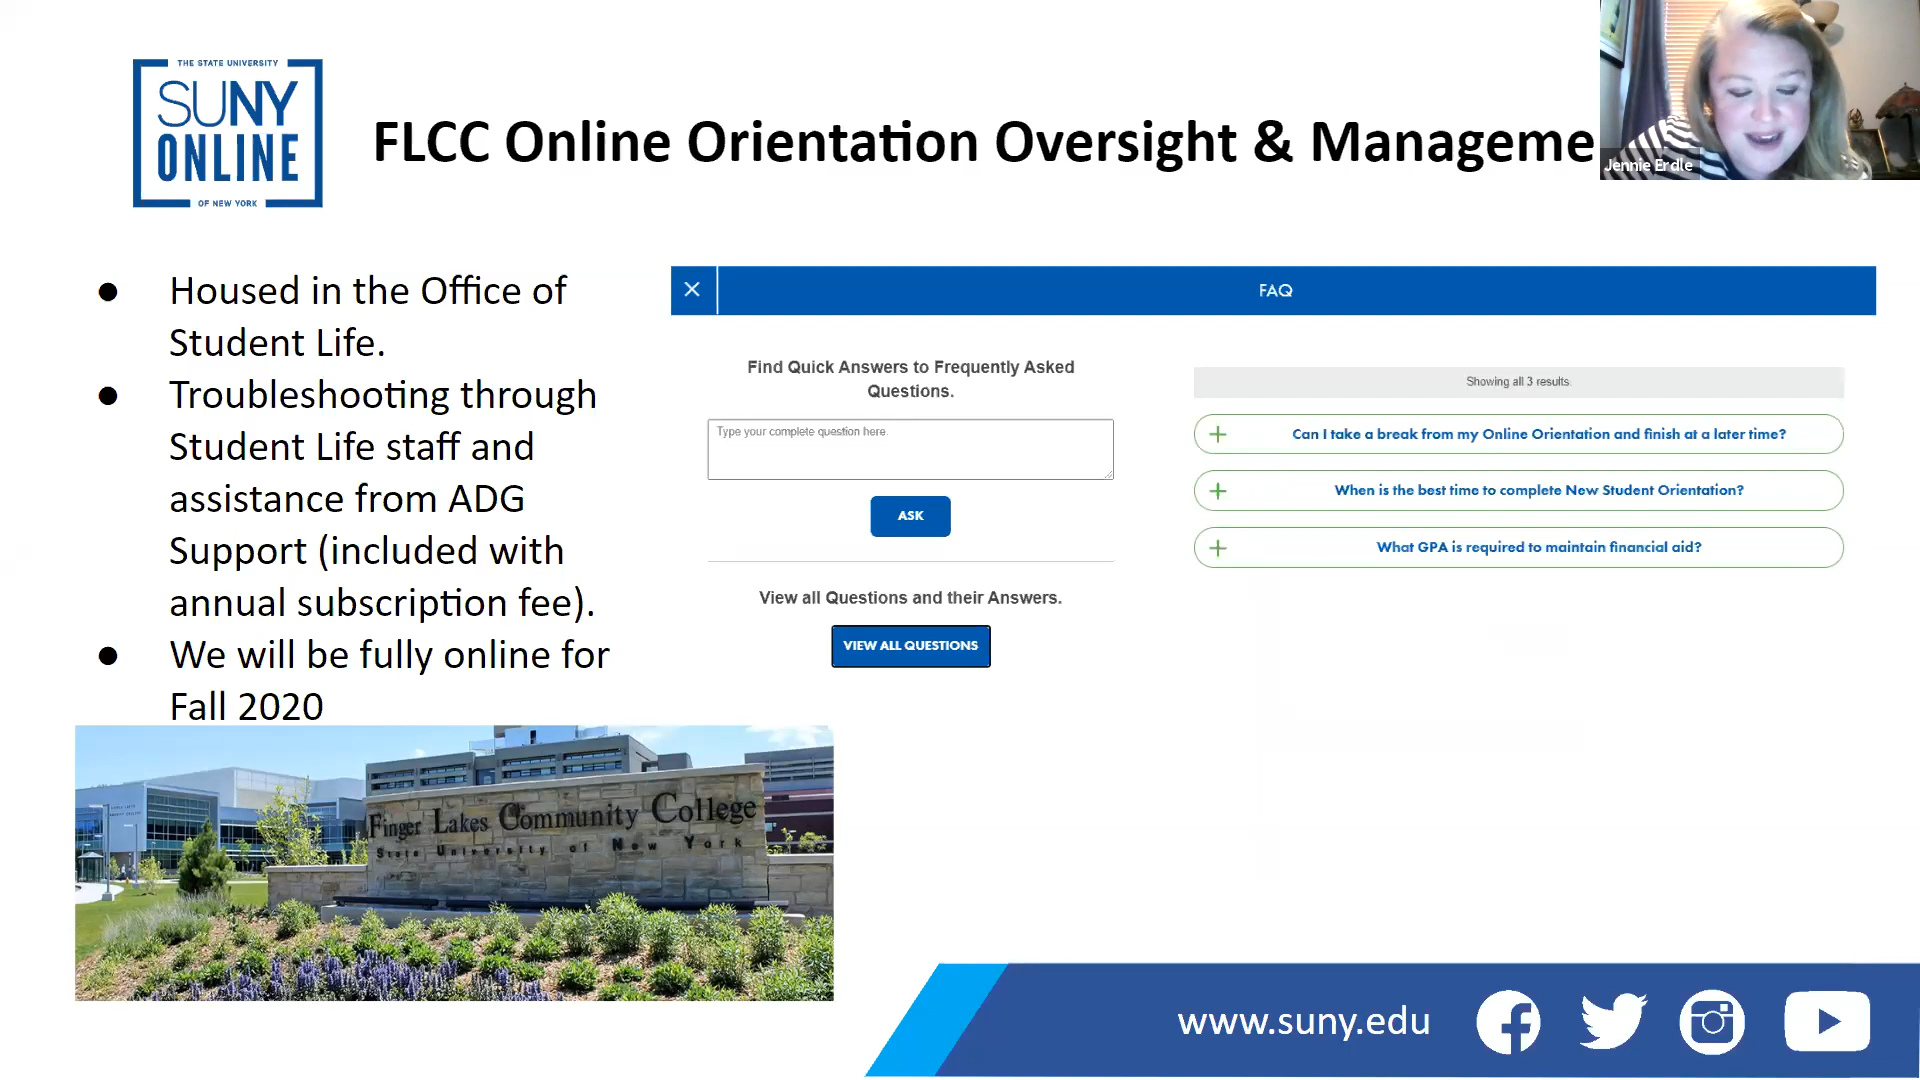 THE STATE UNIVERSITY
SUNY
ONLINE
OF NEW YORK
FLCC Online Orientation Oversight & Manageme
Jennie Erdle
● Housed in the Office of
Student Life.
● Troubleshooting through
Student Life staff and
assistance from ADG
Support (included with
annual subscription fee).
● We will be fully online for
Fall 2020
FAQ
Find Quick Answers to Frequently Asked
Questions.
Type your complete question here.
ASK
View all Questions and their Answers.
VIEW ALL QUESTIONS
Showing all 3 results.
Can I take a break from my Online Orientation and finish at a later time?
When is the best time to complete New Student Orientation?
What GPA is required to maintain financial aid?
Finger Lakes Community College
State University of New York
www.suny.edu